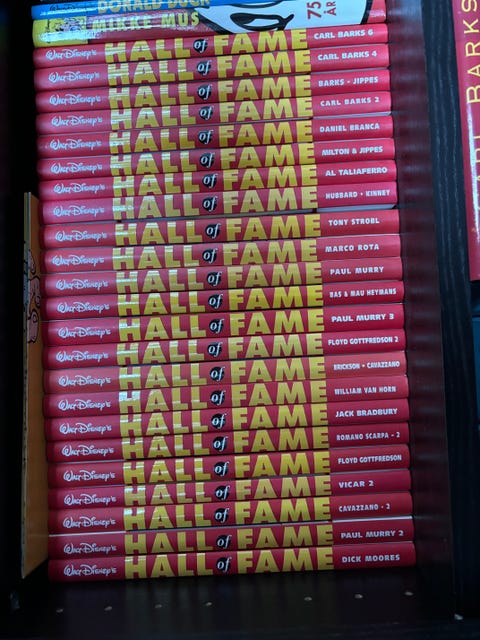 DONALD DUCK
MIKKE MUS 75 ÅR
WALT DISNEY'S HALL of FAME CARL BARKS 6
WALT DISNEY'S HALL of FAME CARL BARKS 4
WALT DISNEY'S HALL of FAME BARKS • JIPPES
WALT DISNEY'S HALL of FAME CARL BARKS 2
WALT DISNEY'S HALL of FAME DANIEL BRANCA
WALT DISNEY'S HALL of FAME MILTON & JIPPES
WALT DISNEY'S HALL of FAME AL TALIAFERRO
WALT DISNEY'S HALL of FAME HUBBARD • KINNEY
WALT DISNEY'S HALL of FAME TONY STROBL
WALT DISNEY'S HALL of FAME MARCO ROTA
WALT DISNEY'S HALL of FAME PAUL MURRY
WALT DISNEY'S HALL of FAME BAS & MAU HEYMANS
WALT DISNEY'S HALL of FAME PAUL MURRY 3
WALT DISNEY'S HALL of FAME FLOYD GOTTFREDSON 2
WALT DISNEY'S HALL of FAME ERICKSON • CAVAZZANO
WALT DISNEY'S HALL of FAME WILLIAM VAN HORN
WALT DISNEY'S HALL of FAME JACK BRADBURY
WALT DISNEY'S HALL of FAME ROMANO SCARPA • 2
WALT DISNEY'S HALL of FAME FLOYD GOTTFREDSON
WALT DISNEY'S HALL of FAME VICAR 2
WALT DISNEY'S HALL of FAME CAVAZZANO • 2
WALT DISNEY'S HALL of FAME PAUL MURRY 2
WALT DISNEY'S HALL of FAME DICK MOORES
BARKS